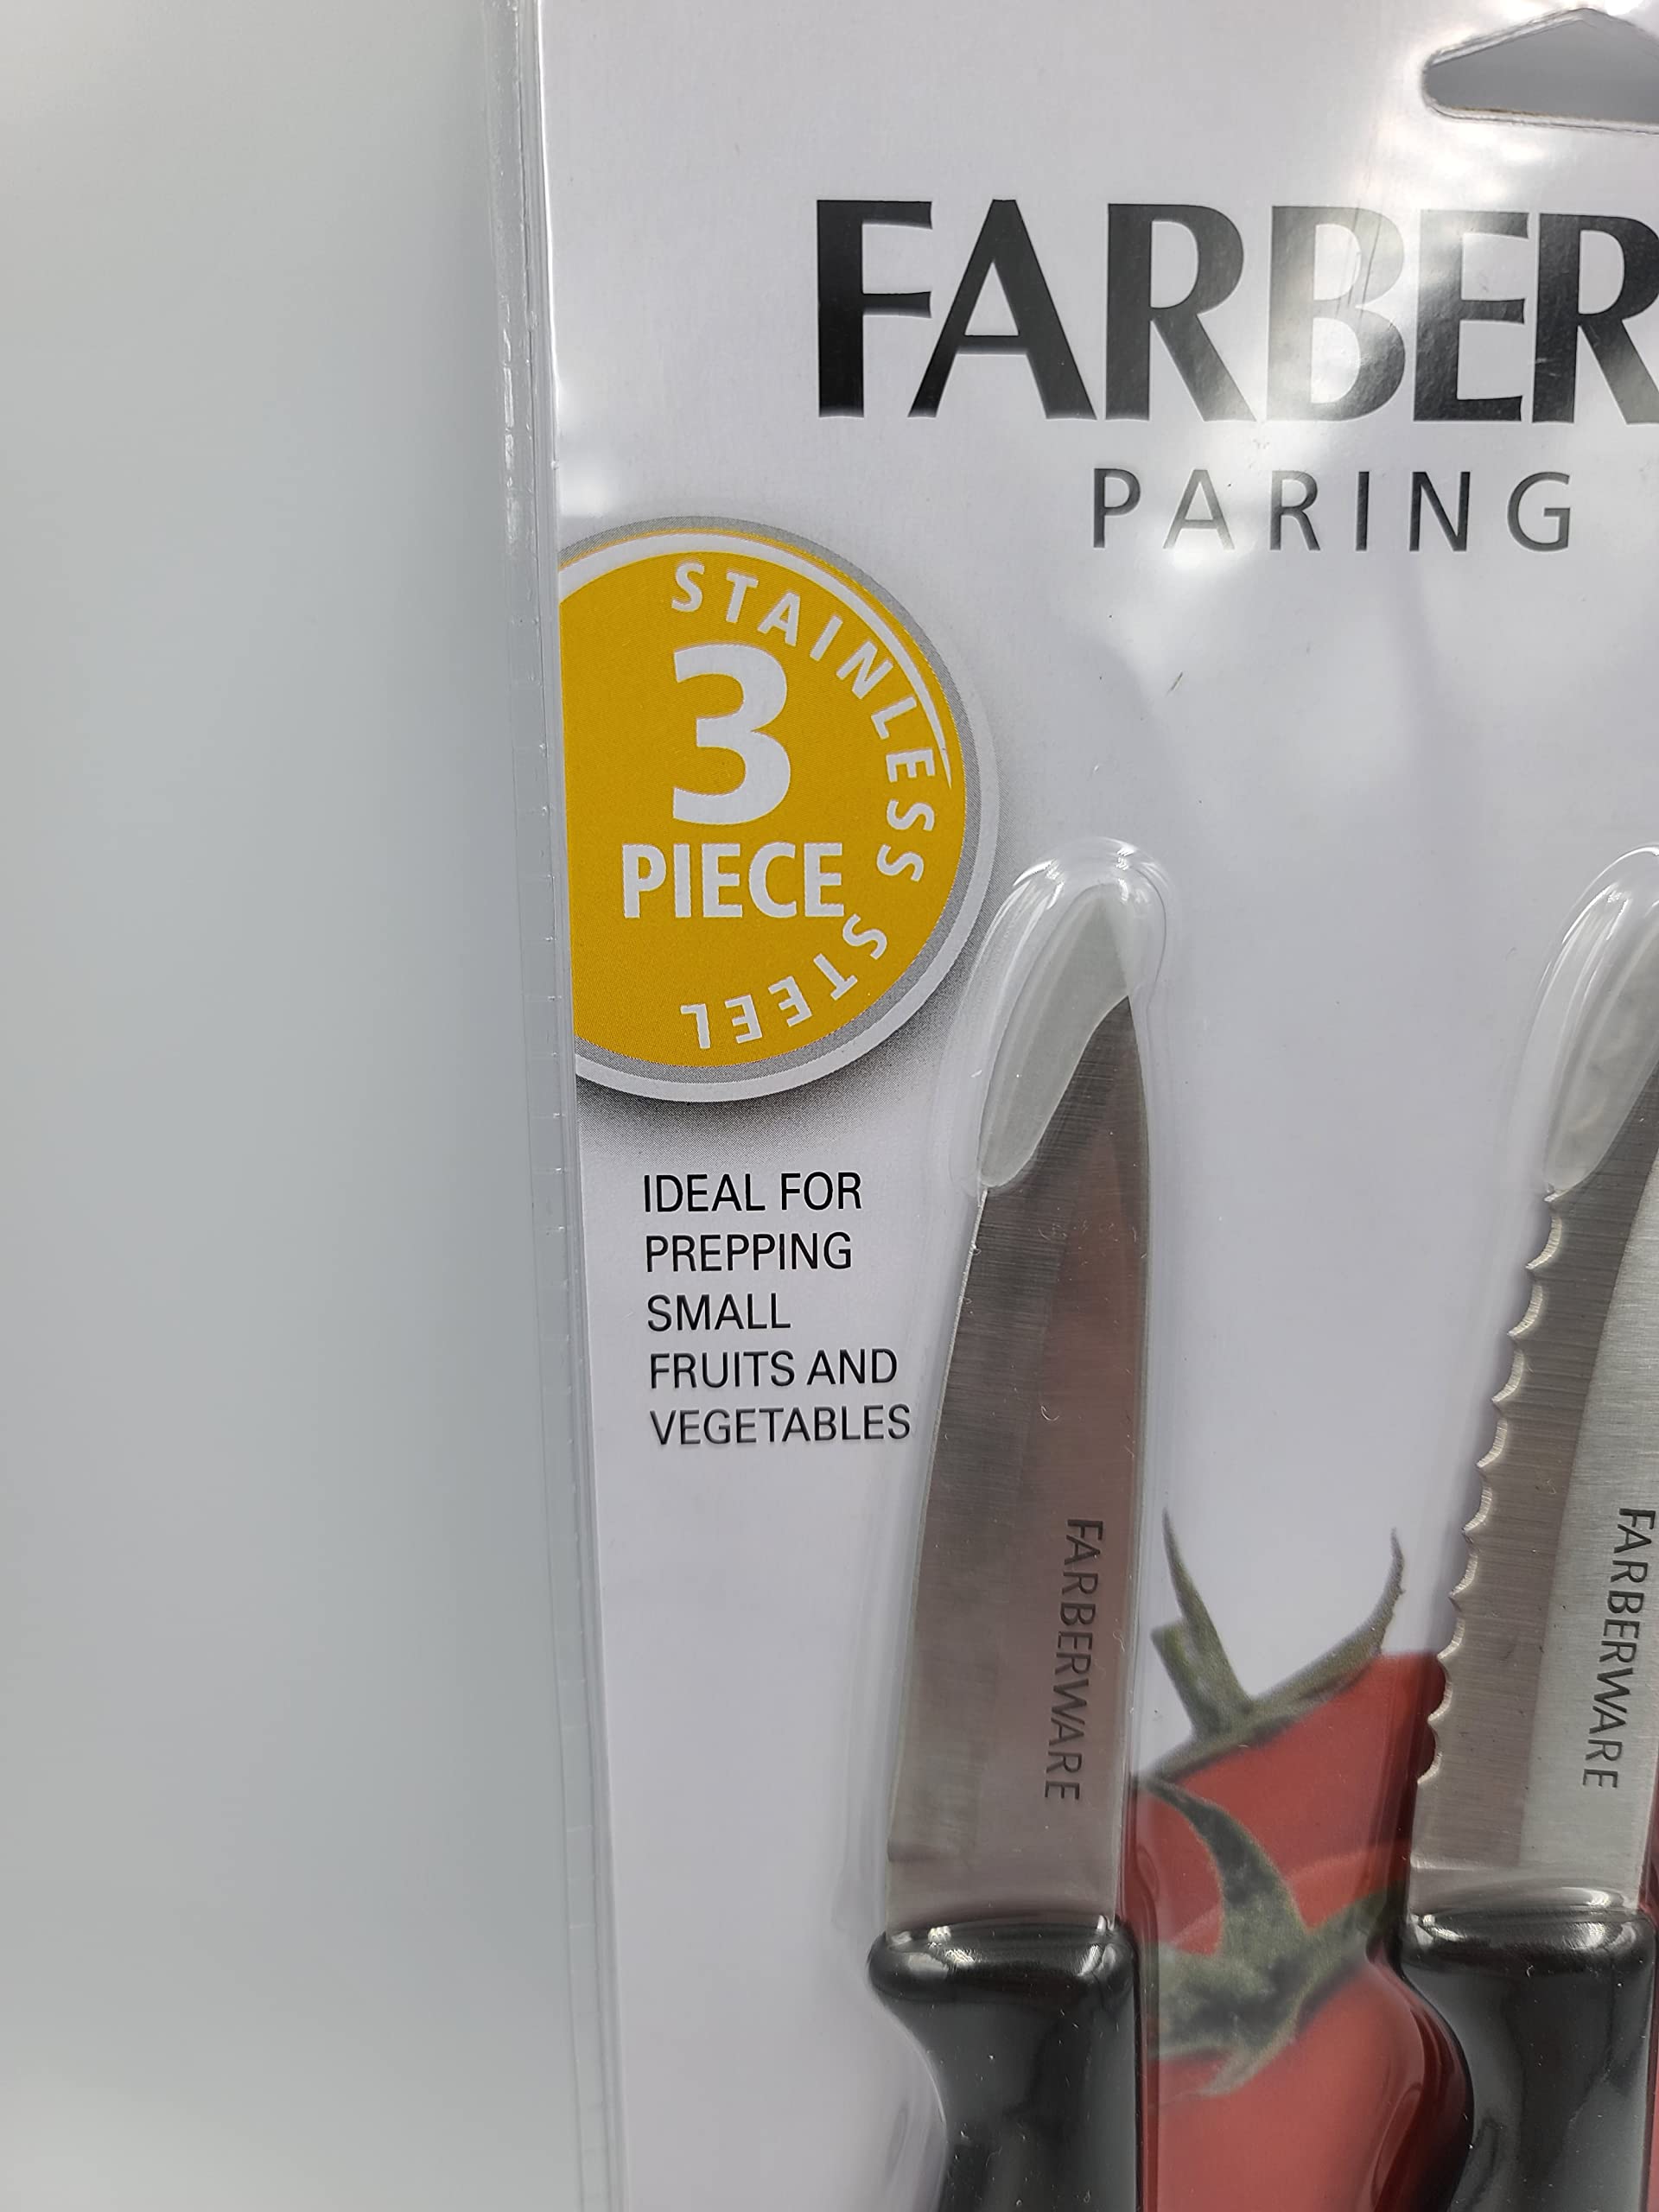 FARBER
PARING
STAINLESS STEEL
3
PIECE
IDEAL FOR
PREPPING
SMALL
FRUITS AND
VEGETABLES
FARBERWARE
FARBERWARE